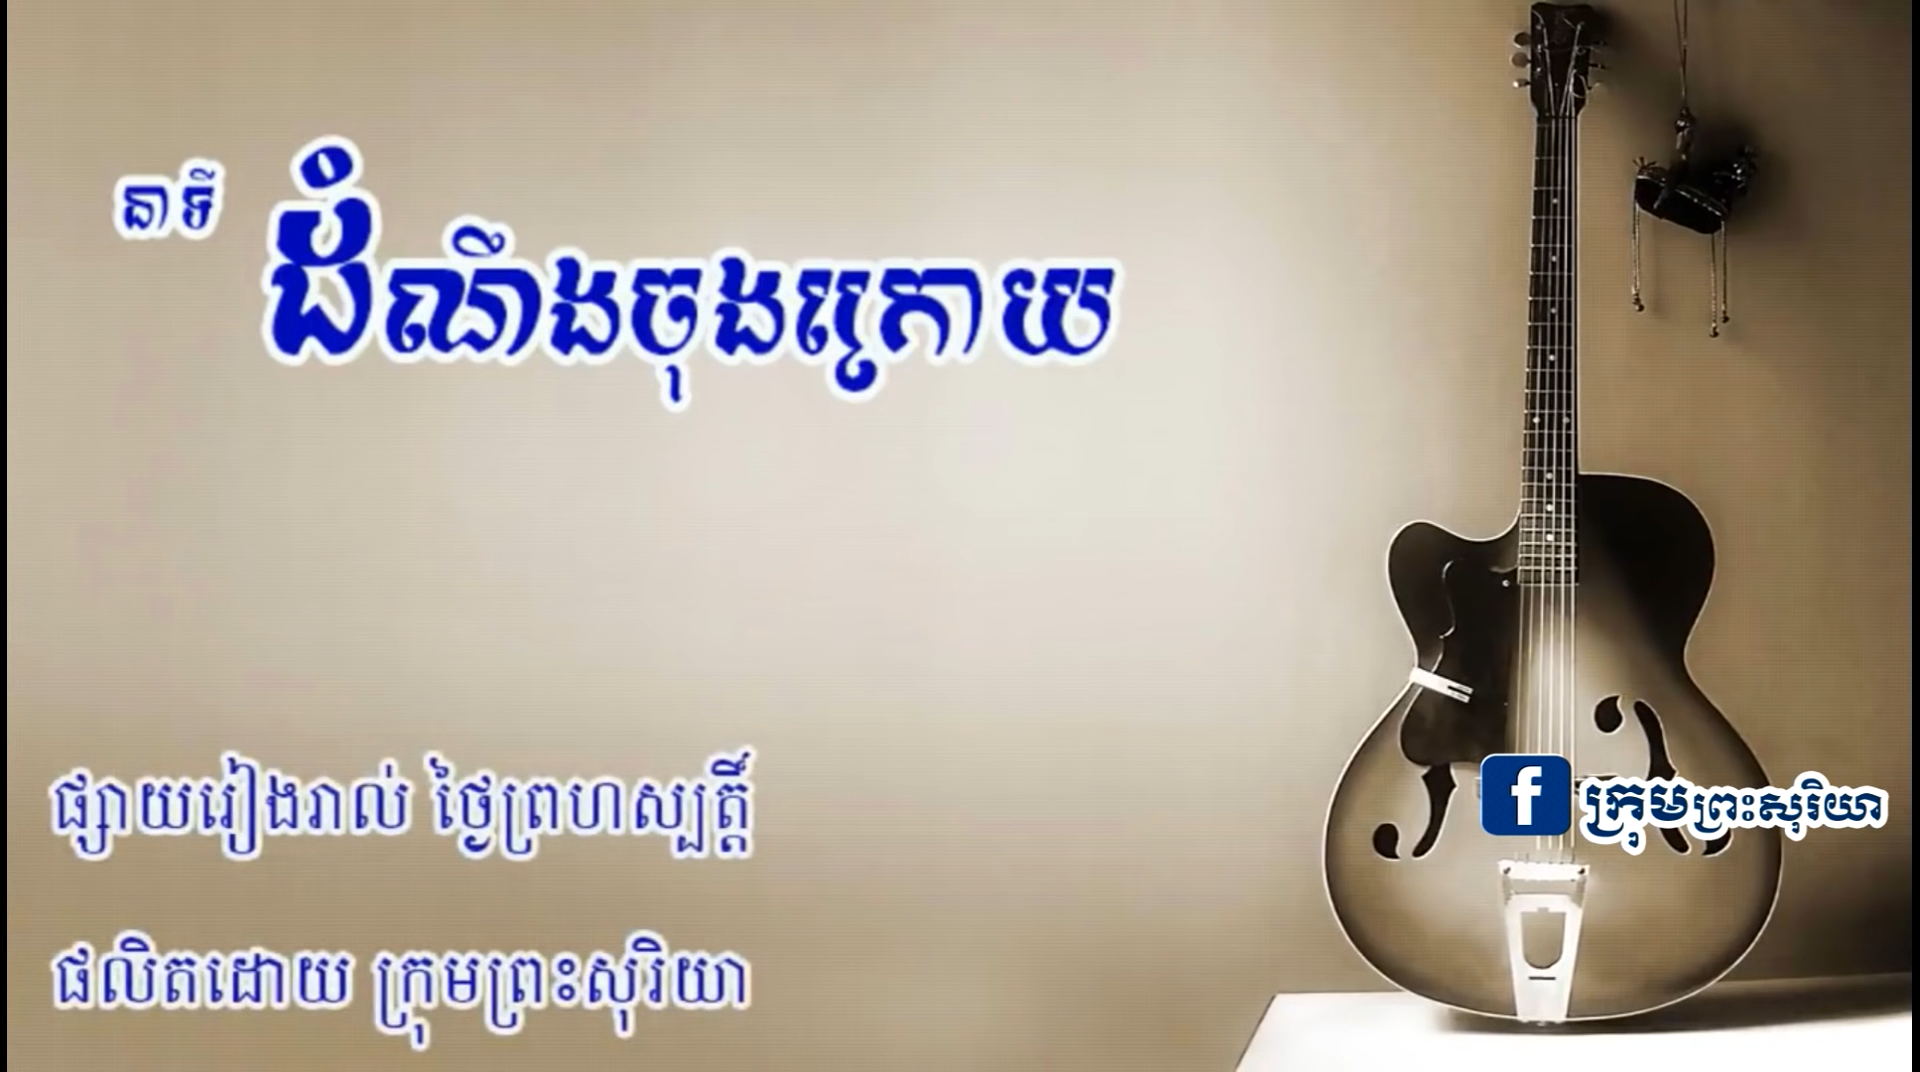 នាទី
ដំណឹងចុងក្រោយ
ផ្សាយរៀងរាល់ ថ្ងៃព្រហស្បត្តិ៍
ផលិតដោយ ក្រុមព្រះសុរិយា
f ក្រុមព្រះសុរិយា